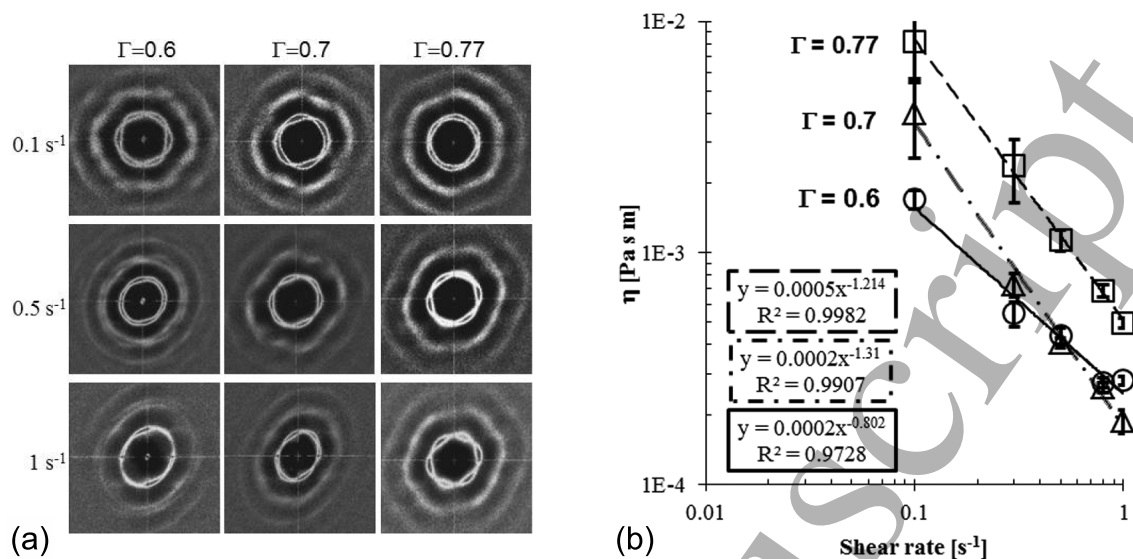 Γ=0.6 Γ=0.7 Γ=0.77
0.1 s⁻¹
0.5 s⁻¹
1 s⁻¹
(a)
1E-2
1E-3
1E-4
η [Pa s m]
Γ = 0.77
Γ = 0.7
Γ = 0.6
y = 0.0005x⁻¹·²¹⁴
R² = 0.9982
y = 0.0002x⁻¹·³¹
R² = 0.9907
y = 0.0002x⁻⁰·⁸⁰²
R² = 0.9728
0.01 0.1 1
Shear rate [s⁻¹]
(b)
script